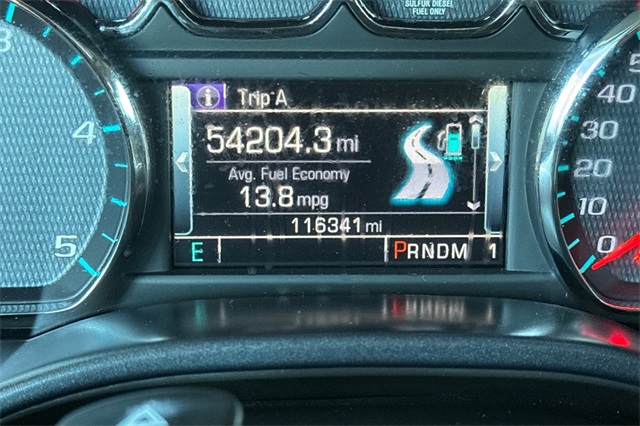 SULFUR DIESEL
FUEL ONLY
i Trip A
54204.3 mi
Avg. Fuel Economy
13.8 mpg
116341 mi
E PRNDM 1
3
4
5
40
30
20
10
0